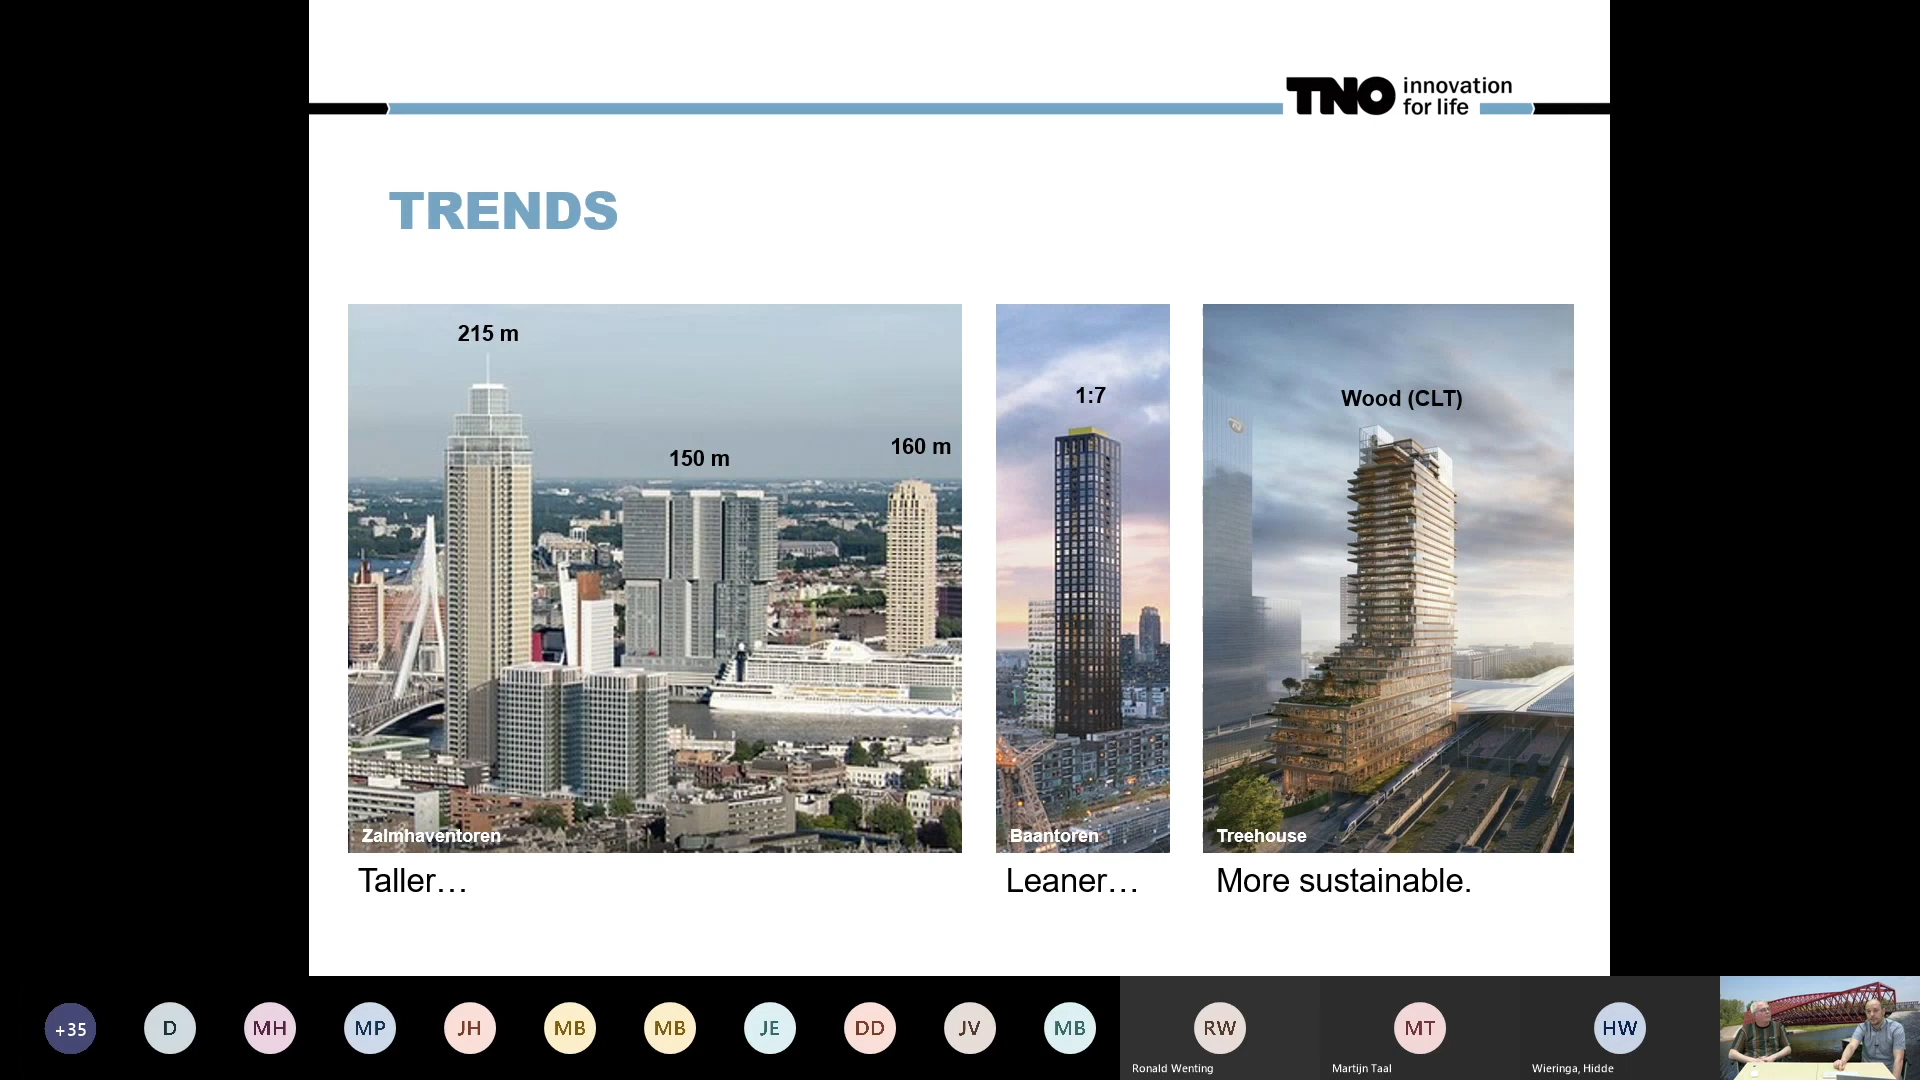 TNO innovation
for life
TRENDS
215 m
150 m
160 m
1:7
Wood (CLT)
Zalmhaventoren
Baantoren
Treehouse
Taller…
Leaner…
More sustainable.
+35
D
MH
MP
JH
MB
MB
JE
DD
JV
MB
RW
MT
HW
Ronald Wenting
Martijn Taal
Wieringa, Hidde